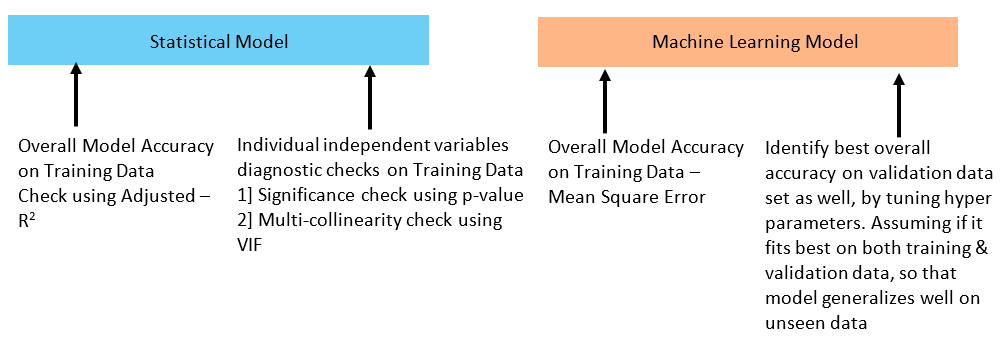 Statistical Model
Machine Learning Model
Overall Model Accuracy
on Training Data
Check using Adjusted –
R²
Individual independent variables
diagnostic checks on Training Data
1] Significance check using p-value
2] Multi-collinearity check using
VIF
Overall Model Accuracy
on Training Data –
Mean Square Error
Identify best overall
accuracy on validation data
set as well, by tuning hyper
parameters. Assuming if it
fits best on both training &
validation data, so that
model generalizes well on
unseen data